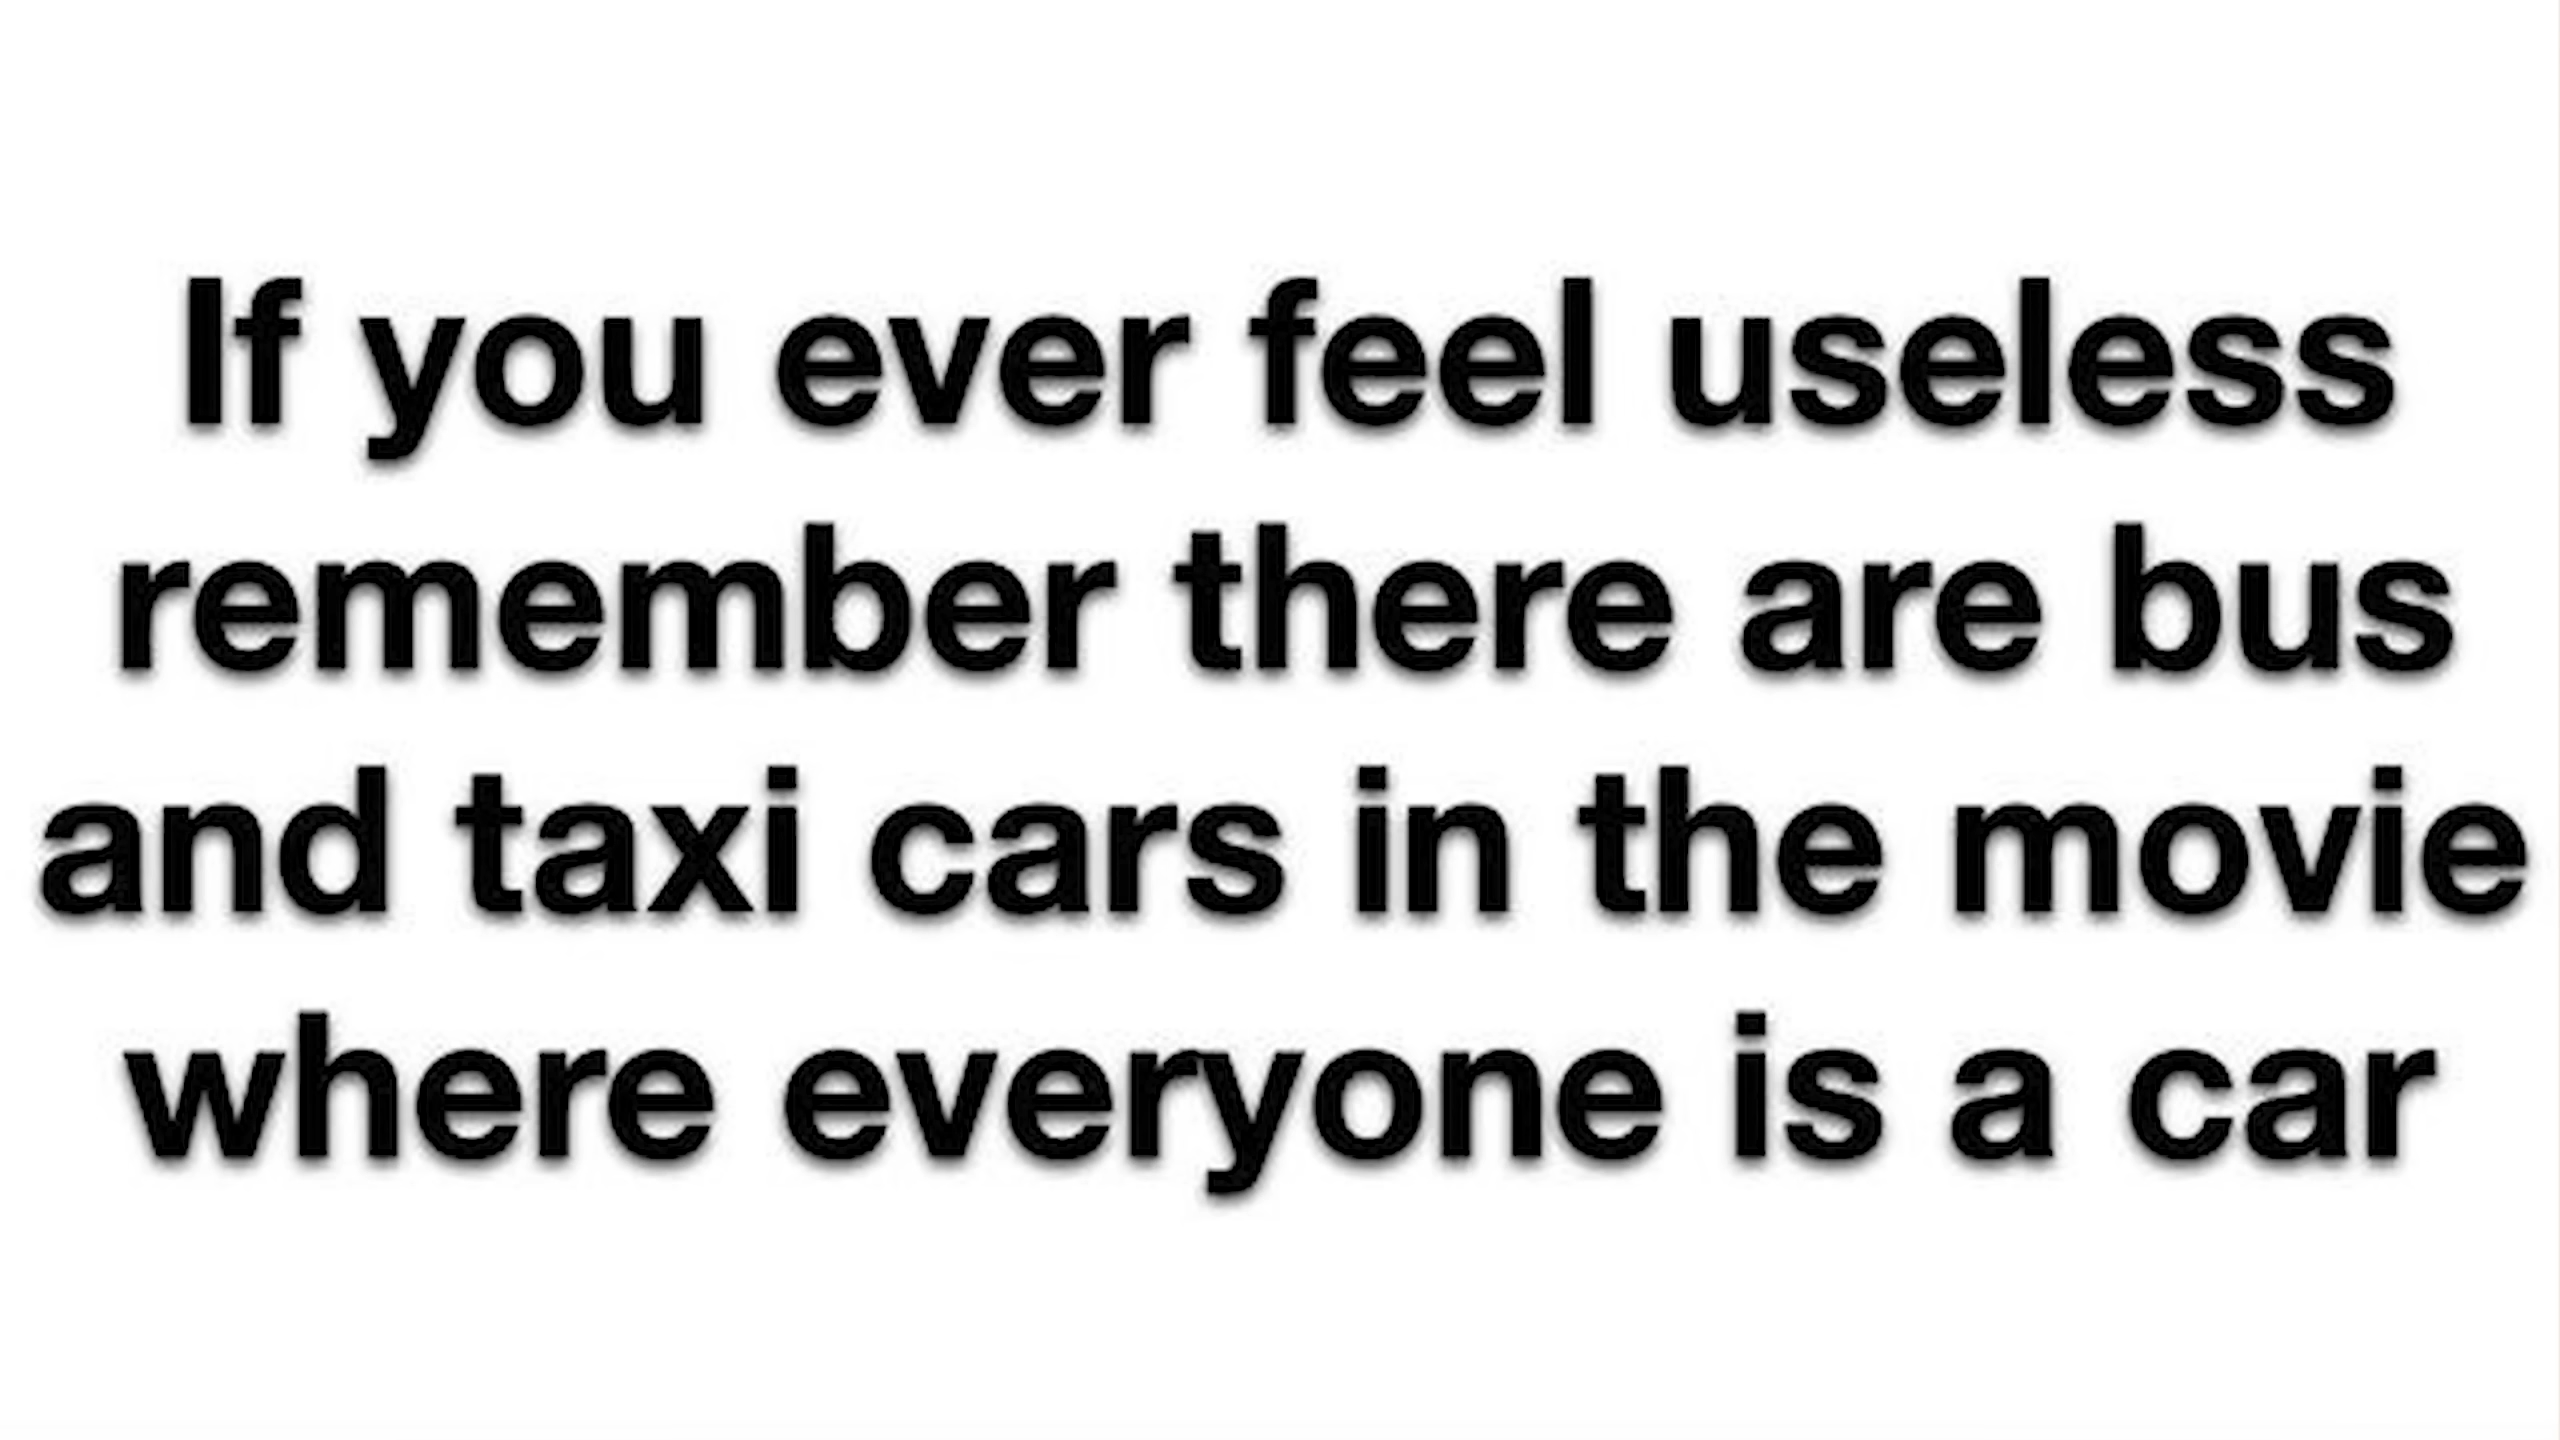 If you ever feel useless
remember there are bus
and taxi cars in the movie
where everyone is a car